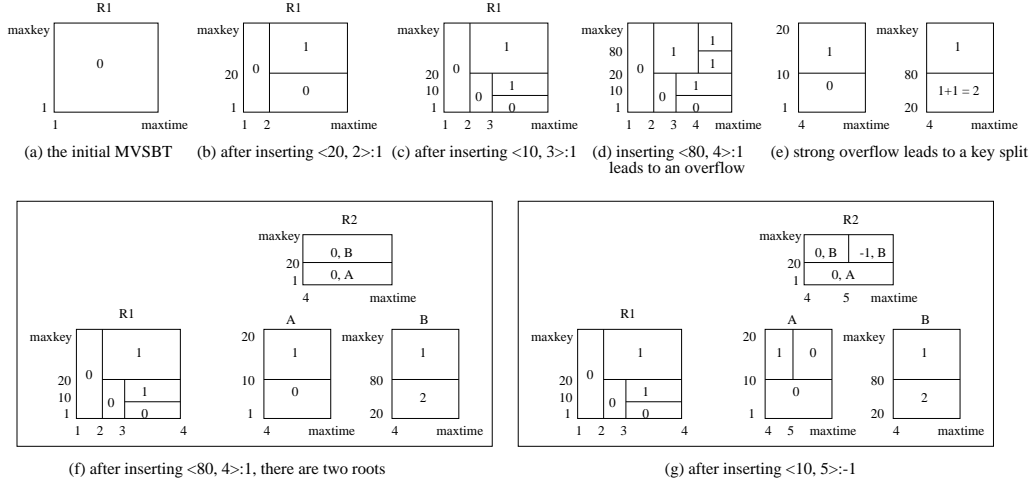 R1
maxkey
0
1
1
maxtime
(a) the initial MVSBT
R1
maxkey
1
20
0
0
1
1
2
maxtime
(b) after inserting <20, 2>:1
R1
maxkey
1
20
10
1
0
1
0
0
1
2
3
maxtime
(c) after inserting <10, 3>:1
maxkey
80
20
10
1
0
1
1
1
1
0
0
1
2
3
4
maxtime
(d) inserting <80, 4>:1
leads to an overflow
20
1
10
0
1
4
maxtime
maxkey
1
80
1+1 = 2
20
4
maxtime
(e) strong overflow leads to a key split
R2
maxkey
0, B
20
0, A
1
4
maxtime
R1
maxkey
1
0
20
10
1
1
0
0
1
2
3
4
A
20
1
10
0
1
4
maxtime
B
maxkey
1
80
2
20
4
maxtime
(f) after inserting <80, 4>:1, there are two roots
R2
maxkey
0, B
-1, B
20
0, A
1
4
5
maxtime
R1
maxkey
1
0
20
10
1
1
0
0
1
2
3
4
A
20
1
0
10
0
1
4
5
maxtime
B
maxkey
1
80
2
20
4
maxtime
(g) after inserting <10, 5>:-1